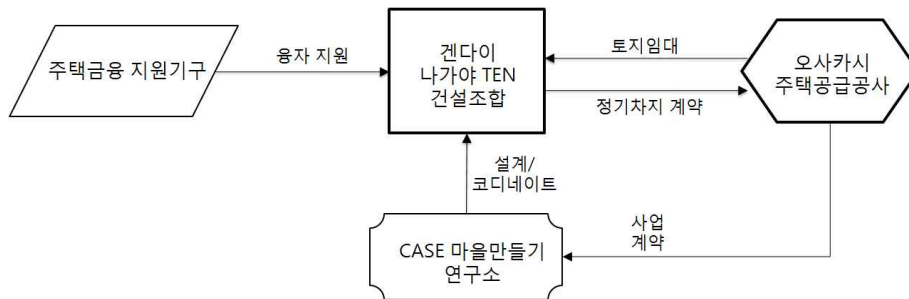 주택금융 지원기구
융자 지원
겐다이
나가야 TEN
건설조합
토지임대
정기차지 계약
오사카시
주택공급공사
설계/
코디네이트
사업
계약
CASE 마을만들기
연구소